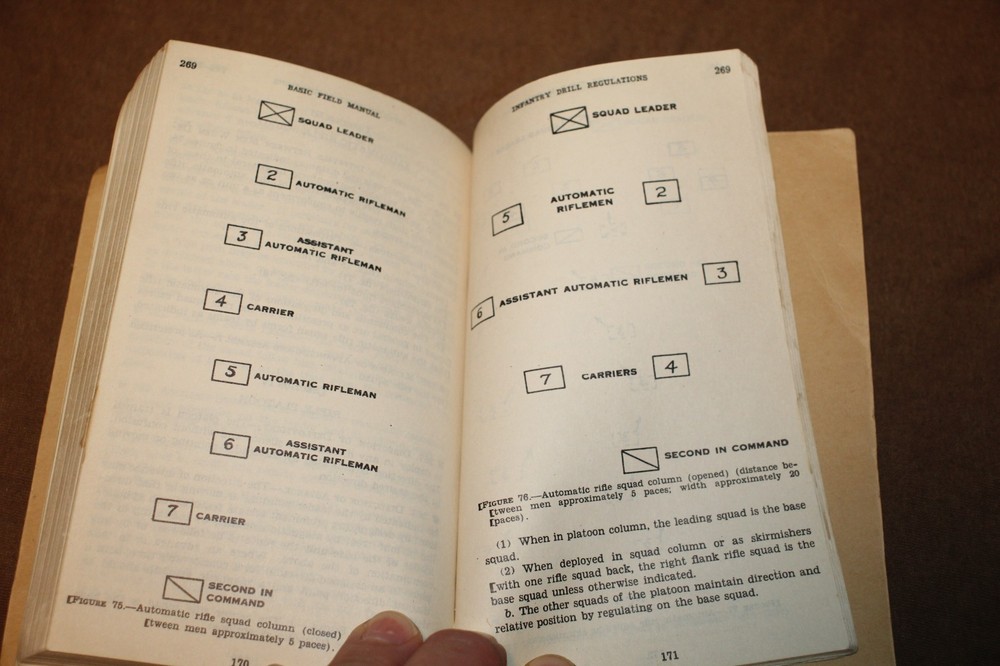 269
BASIC FIELD MANUAL
SQUAD LEADER
2 AUTOMATIC RIFLEMAN
3 ASSISTANT
AUTOMATIC RIFLEMAN
4 CARRIER
5 AUTOMATIC RIFLEMAN
6 ASSISTANT
AUTOMATIC RIFLEMAN
7 CARRIER
SECOND IN
COMMAND
[FIGURE 75.—Automatic rifle squad column (closed)
[tween men approximately 5 paces).
170
269
INFANTRY DRILL REGULATIONS
SQUAD LEADER
5 AUTOMATIC
RIFLEMEN 2
6 ASSISTANT AUTOMATIC RIFLEMEN 3
7 CARRIERS 4
SECOND IN COMMAND
[FIGURE 76.—Automatic rifle squad column (opened) (distance be-
[tween men approximately 5 paces; width approximately 20
[paces).
(1) When in platoon column, the leading squad is the base
squad.
(2) When deployed in squad column or as skirmishers
[with one rifle squad back, the right flank rifle squad is the
base squad unless otherwise indicated.
b. The other squads of the platoon maintain direction and
relative position by regulating on the base squad.
171